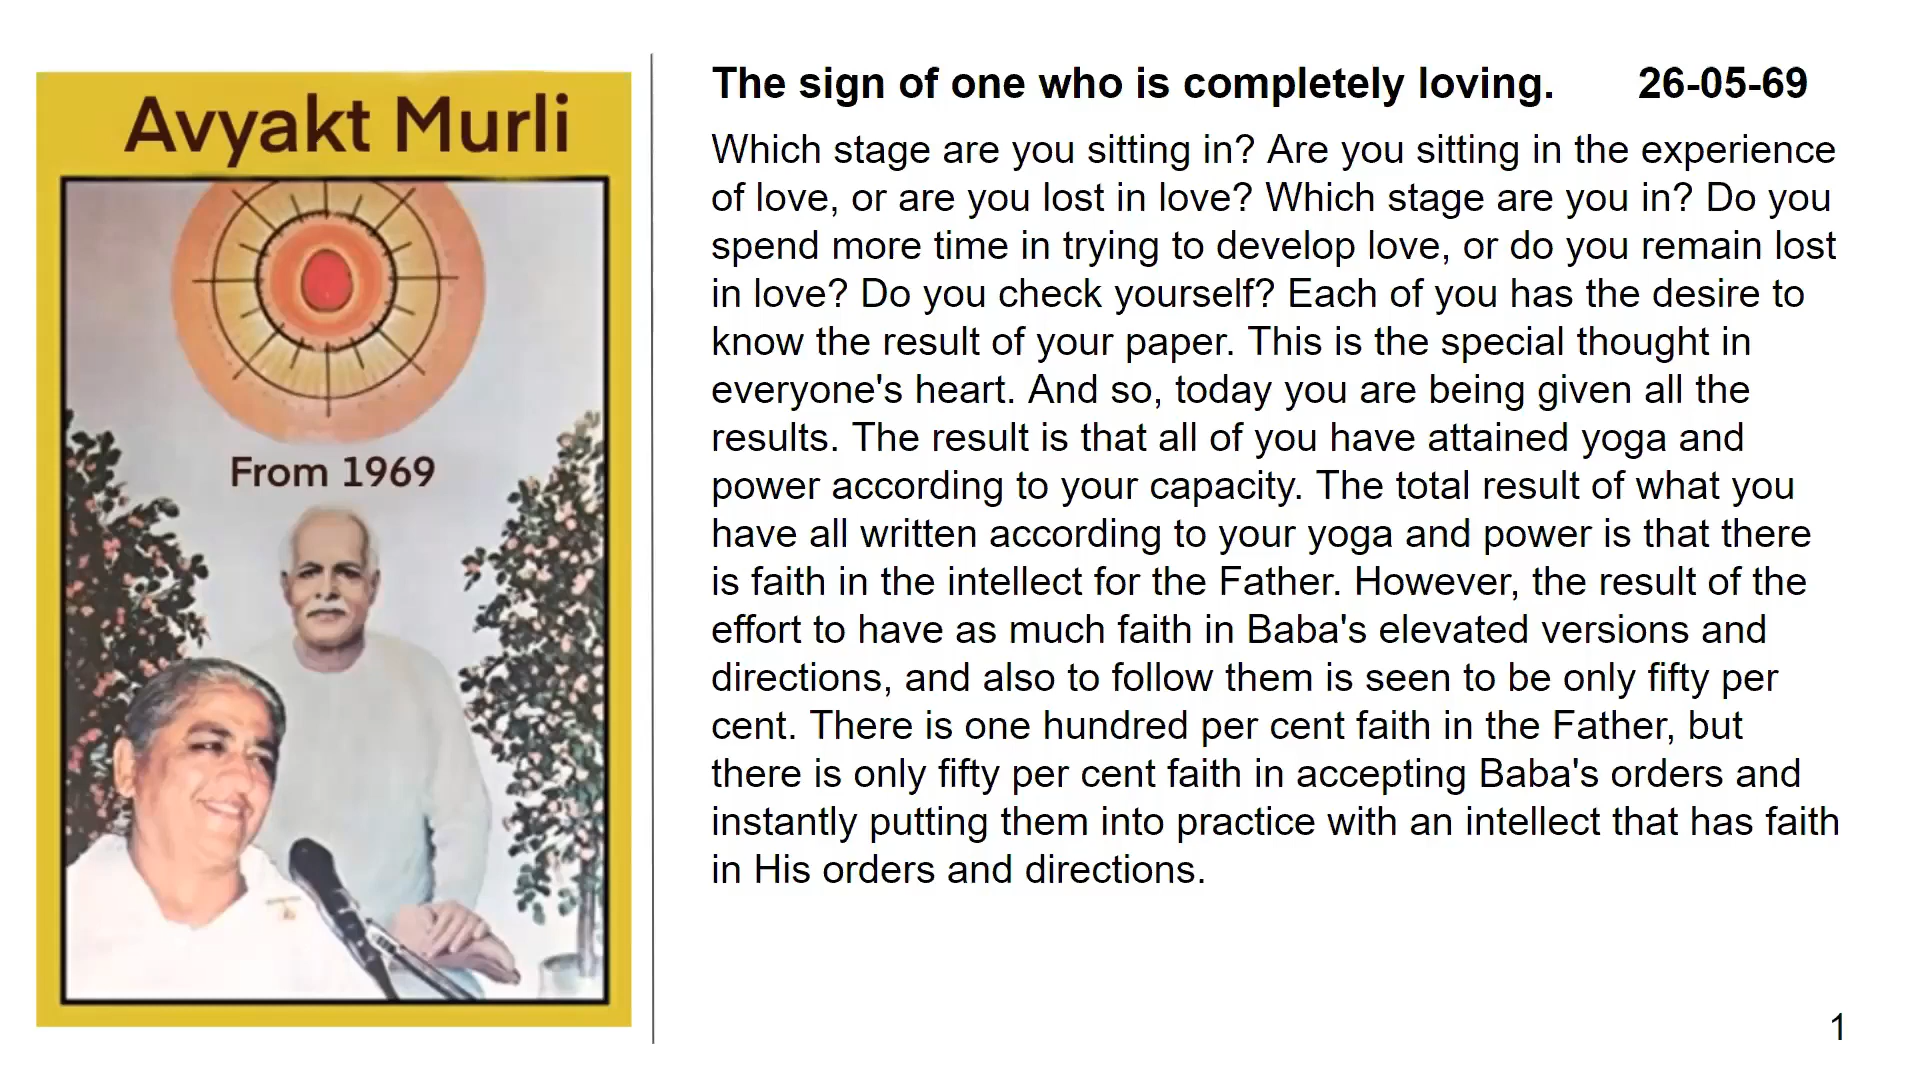 Avyakt Murli
From 1969
The sign of one who is completely loving. 26-05-69
Which stage are you sitting in? Are you sitting in the experience
of love, or are you lost in love? Which stage are you in? Do you
spend more time in trying to develop love, or do you remain lost
in love? Do you check yourself? Each of you has the desire to
know the result of your paper. This is the special thought in
everyone's heart. And so, today you are being given all the
results. The result is that all of you have attained yoga and
power according to your capacity. The total result of what you
have all written according to your yoga and power is that there
is faith in the intellect for the Father. However, the result of the
effort to have as much faith in Baba's elevated versions and
directions, and also to follow them is seen to be only fifty per
cent. There is one hundred per cent faith in the Father, but
there is only fifty per cent faith in accepting Baba's orders and
instantly putting them into practice with an intellect that has faith
in His orders and directions.
1